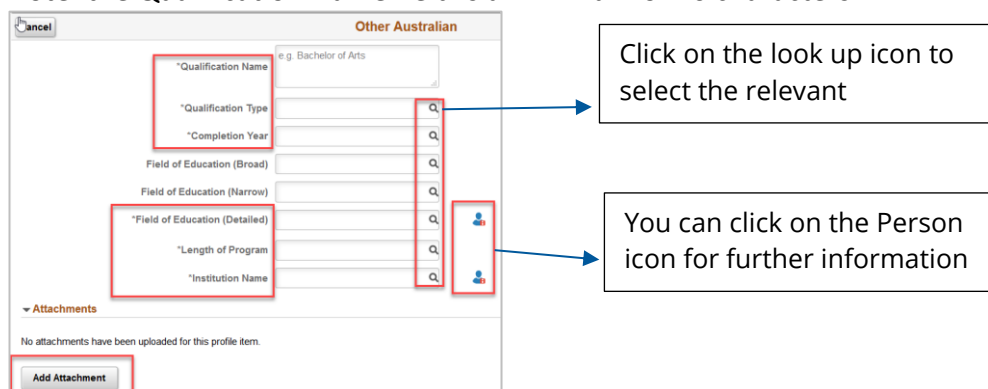 Cancel
Other Australian
*Qualification Name
e.g. Bachelor of Arts
*Qualification Type
*Completion Year
Field of Education (Broad)
Field of Education (Narrow)
*Field of Education (Detailed)
*Length of Program
*Institution Name
Attachments
No attachments have been uploaded for this profile item.
Add Attachment
Click on the look up icon to
select the relevant
You can click on the Person
icon for further information